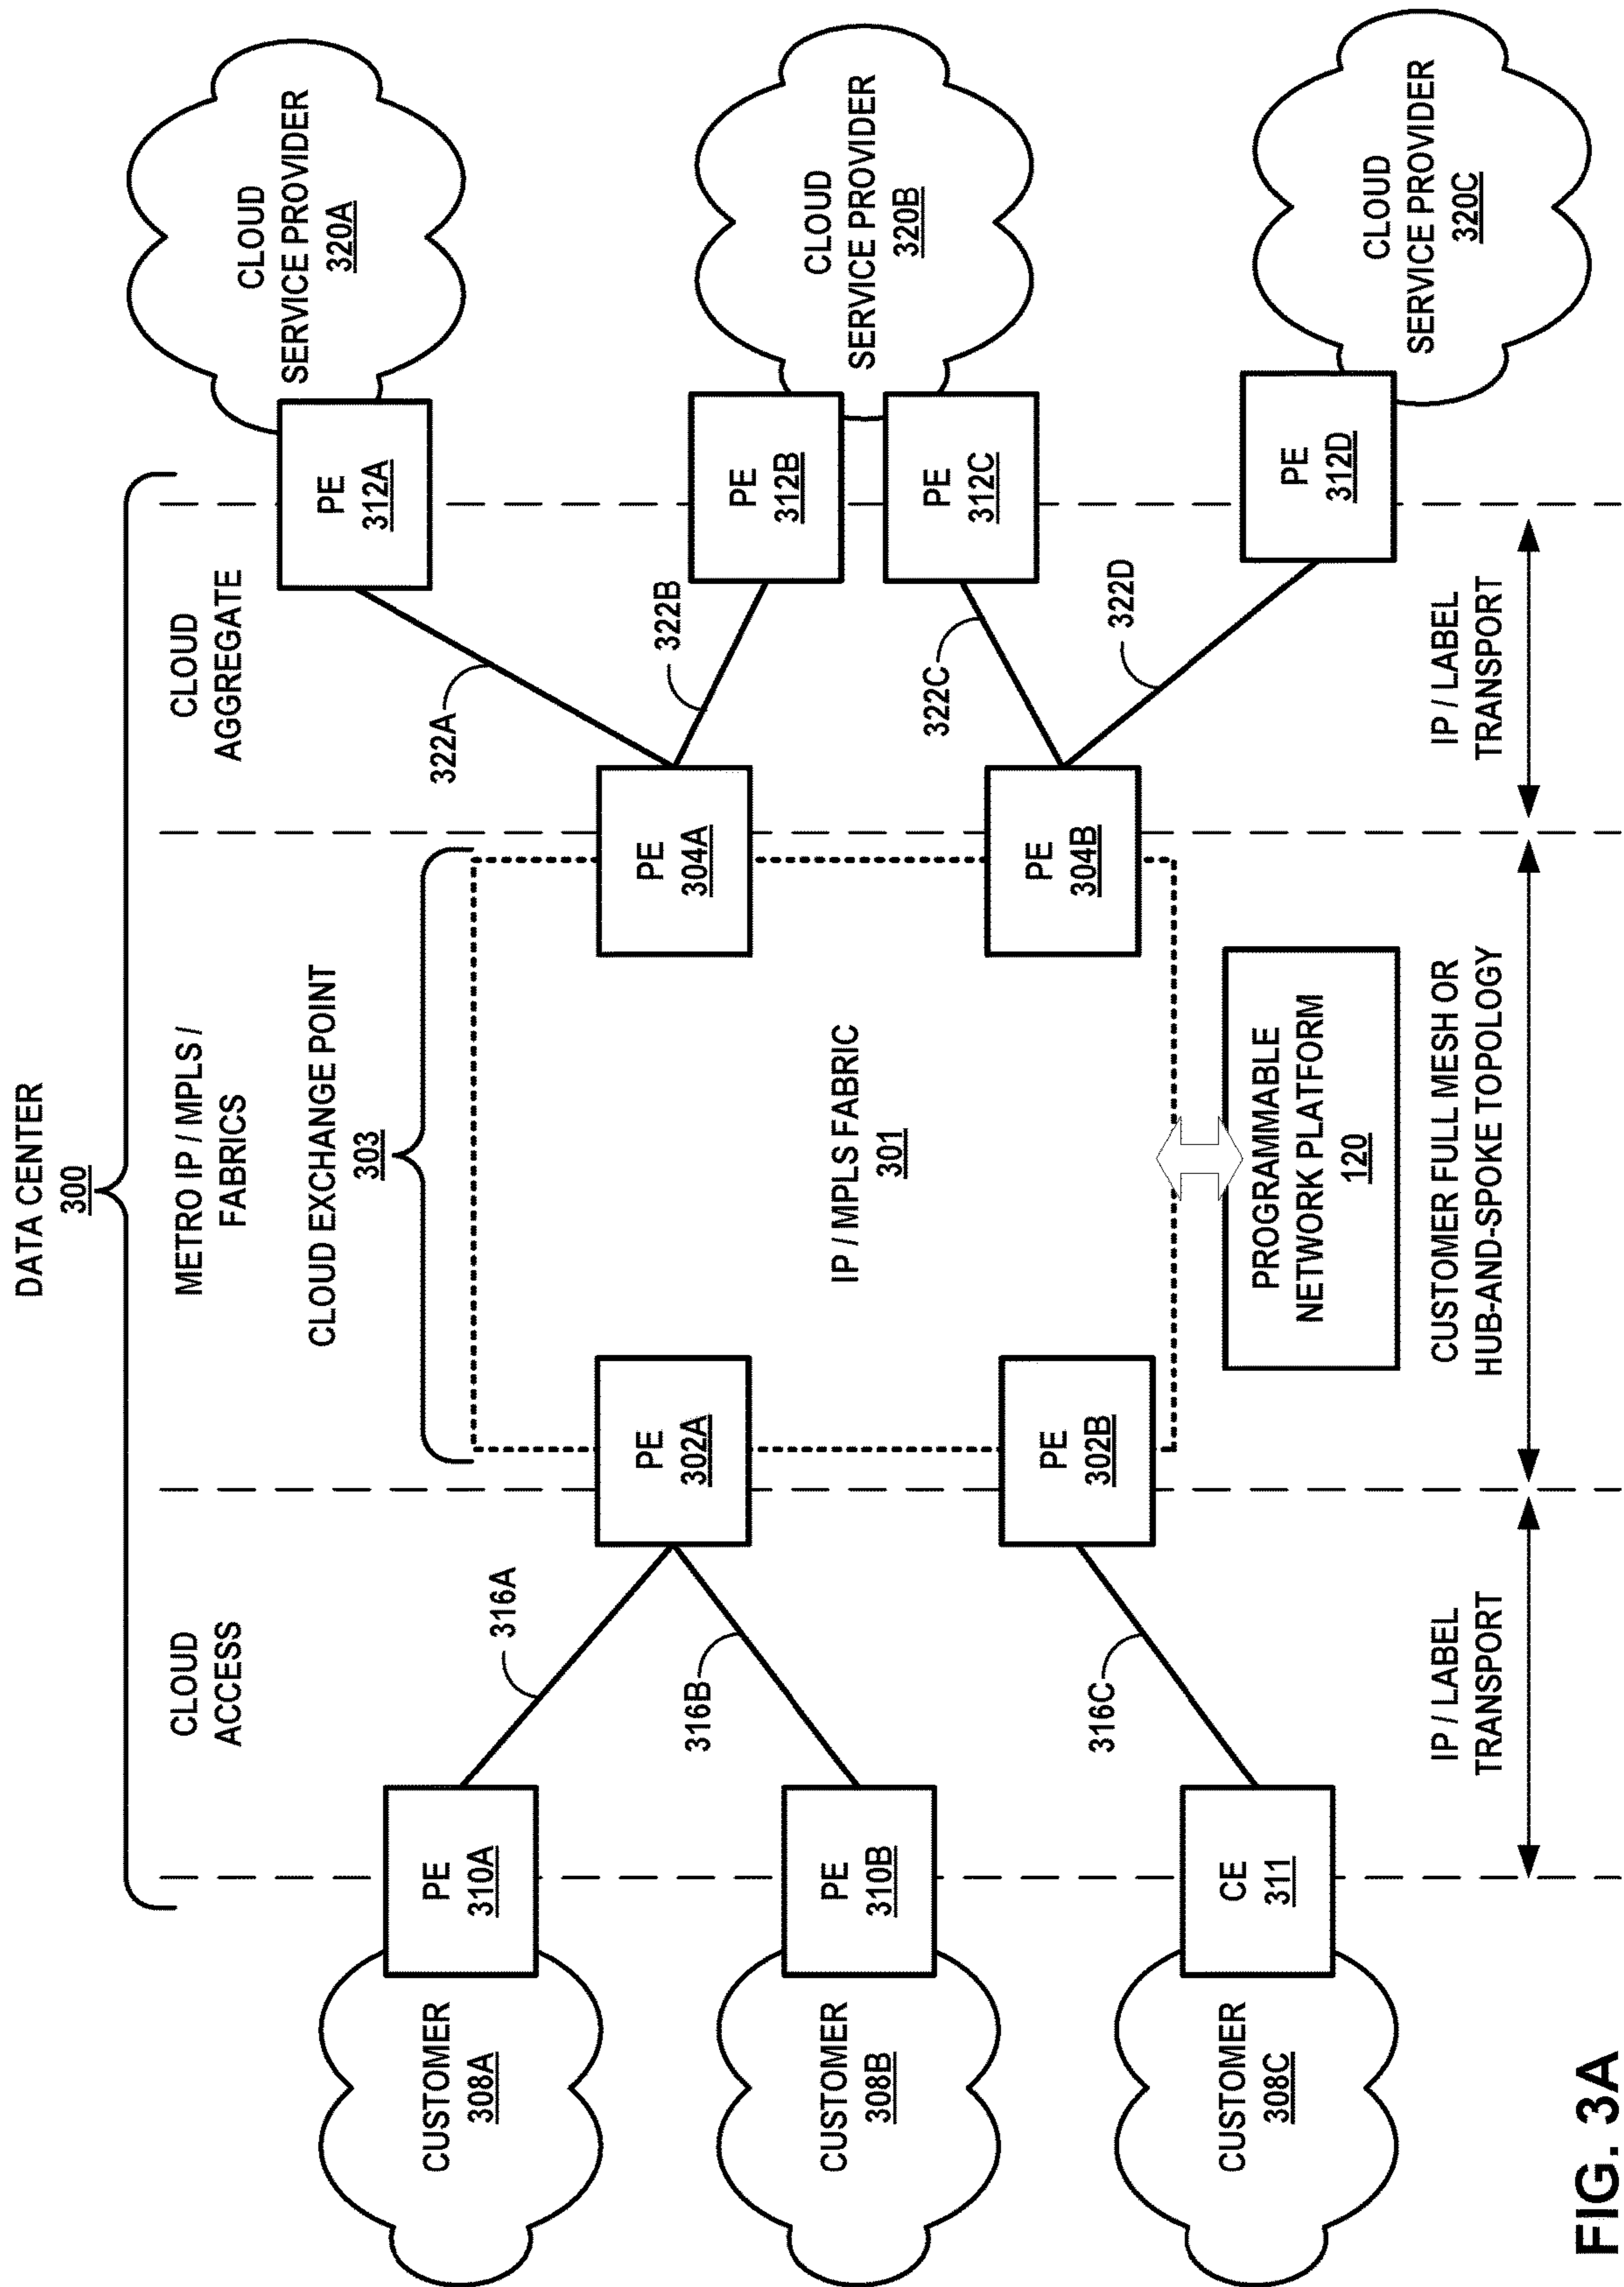 DATA CENTER
300
CLOUD
ACCESS
METRO IP / MPLS /
FABRICS
CLOUD
AGGREGATE
CLOUD EXCHANGE POINT
303
CUSTOMER
308A
PE
310A
316A
PE
302A
PE
304A
322A
PE
312A
CLOUD
SERVICE PROVIDER
320A
CUSTOMER
308B
PE
310B
316B
IP / MPLS FABRIC
301
322B
PE
312B
CLOUD
SERVICE PROVIDER
320B
322C
PE
312C
CUSTOMER
308C
CE
311
316C
PE
302B
PE
304B
322D
PE
312D
CLOUD
SERVICE PROVIDER
320C
PROGRAMMABLE
NETWORK PLATFORM
120
IP / LABEL
TRANSPORT
CUSTOMER FULL MESH OR
HUB-AND-SPOKE TOPOLOGY
IP / LABEL
TRANSPORT
FIG. 3A